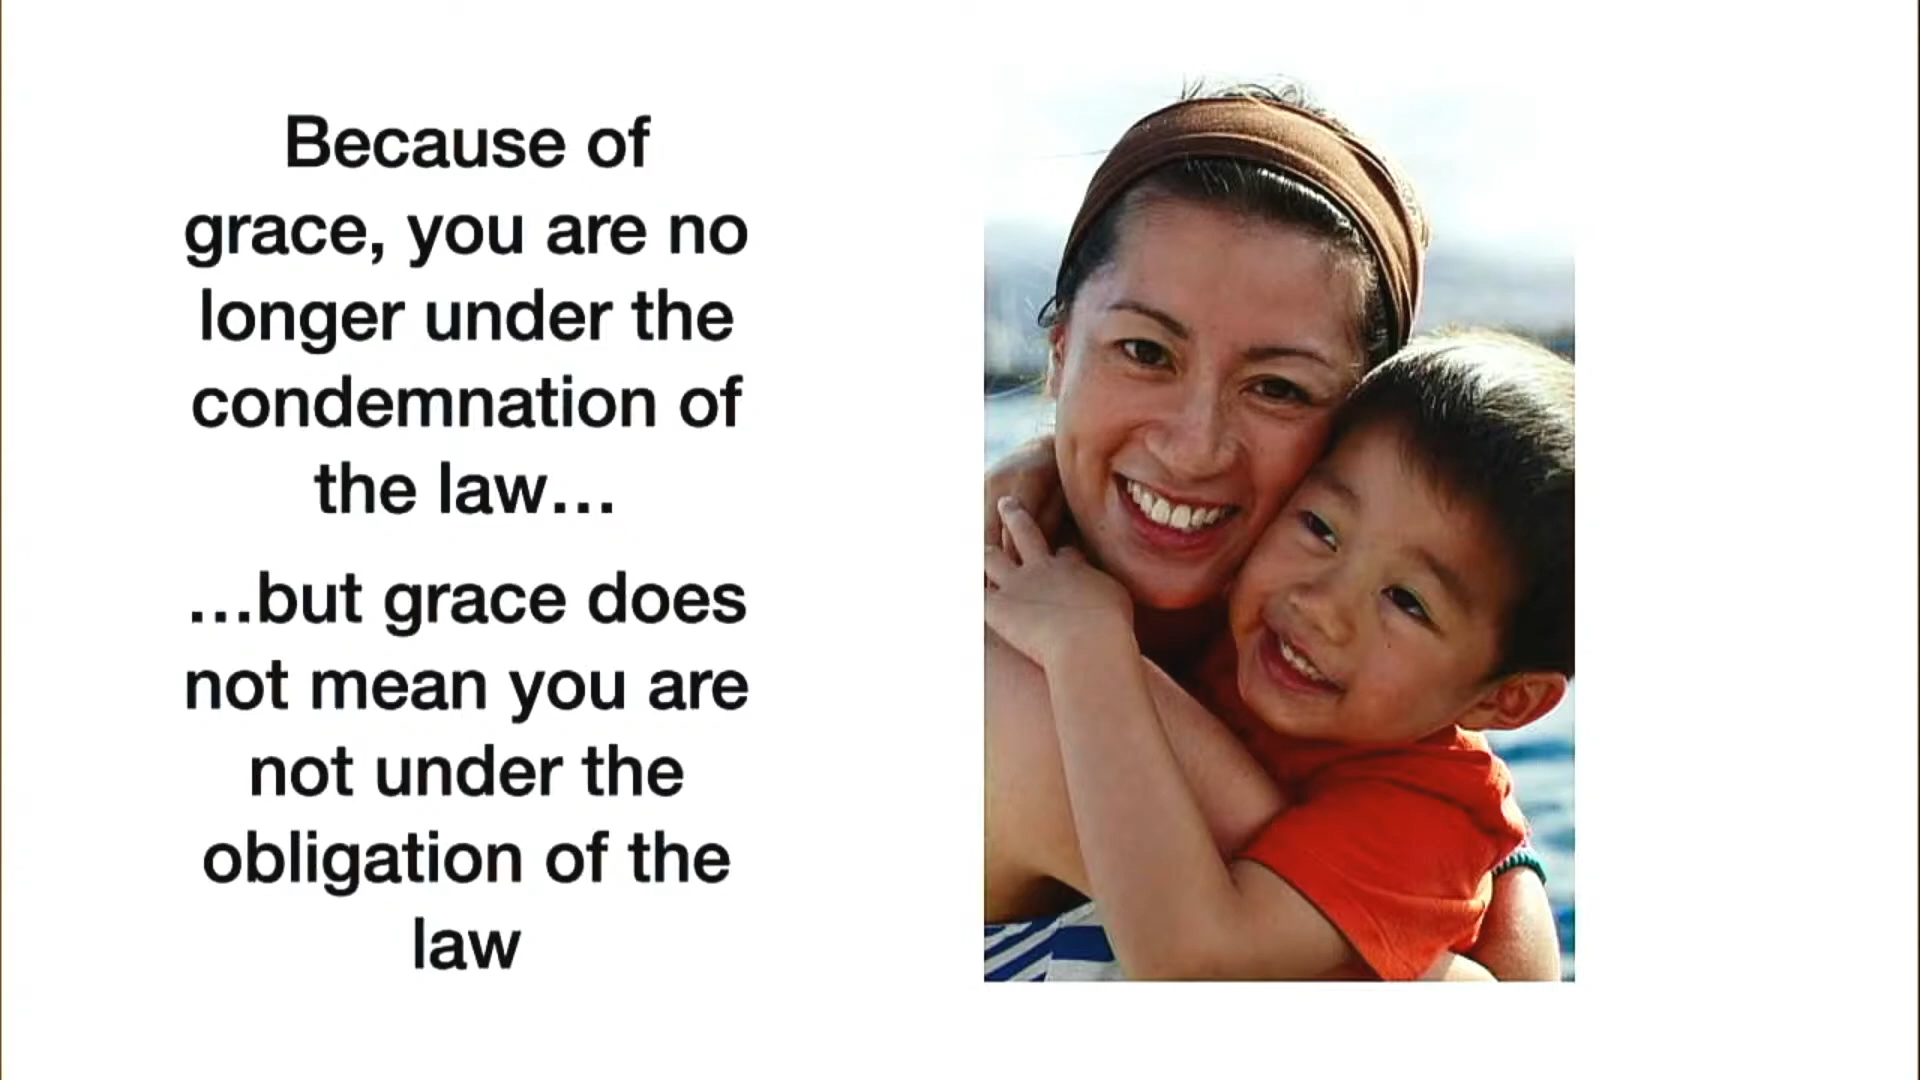 Because of
grace, you are no
longer under the
condemnation of
the law…
…but grace does
not mean you are
not under the
obligation of the
law